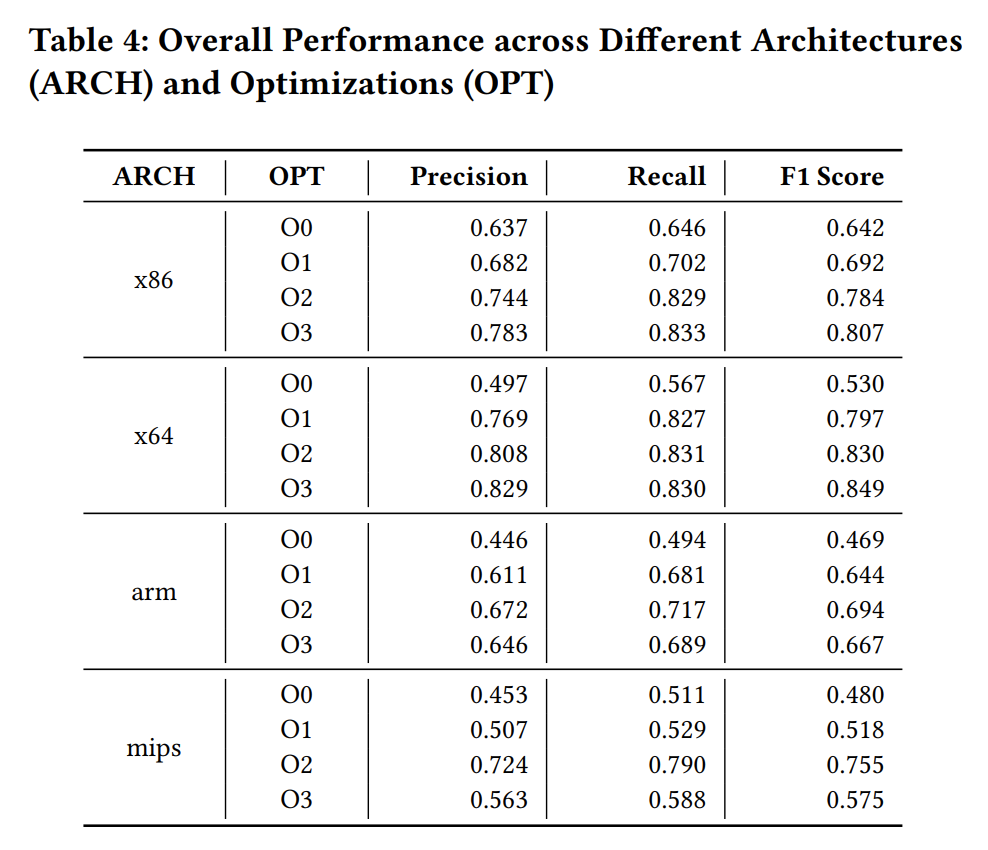 Table 4: Overall Performance across Different Architectures
(ARCH) and Optimizations (OPT)
ARCH OPT Precision Recall F1 Score
x86
O0 0.637 0.646 0.642
O1 0.682 0.702 0.692
O2 0.744 0.829 0.784
O3 0.783 0.833 0.807
x64
O0 0.497 0.567 0.530
O1 0.769 0.827 0.797
O2 0.808 0.831 0.830
O3 0.829 0.830 0.849
arm
O0 0.446 0.494 0.469
O1 0.611 0.681 0.644
O2 0.672 0.717 0.694
O3 0.646 0.689 0.667
mips
O0 0.453 0.511 0.480
O1 0.507 0.529 0.518
O2 0.724 0.790 0.755
O3 0.563 0.588 0.575